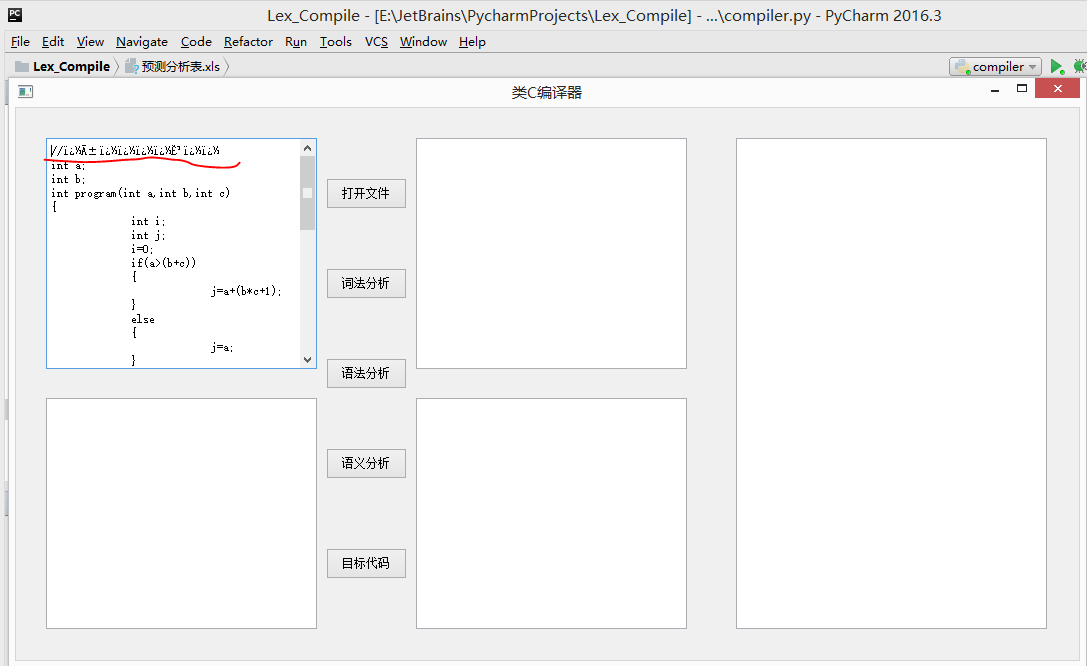 Lex_Compile - [E:\JetBrains\PycharmProjects\Lex_Compile] - ...\compiler.py - PyCharm 2016.3
File Edit View Navigate Code Refactor Run Tools VCS Window Help
Lex_Compile 预测分析表.xls compiler
类C编译器
//ï¿½Ä±ï¿½ï¿½ï¿½ï¿½Ë³ï¿½ï¿½
int a;
int b;
int program(int a,int b,int c)
{
int i;
int j;
i=0;
if(a>(b+c))
{
j=a+(b*c+1);
}
else
{
j=a;
}
打开文件
词法分析
语法分析
语义分析
目标代码